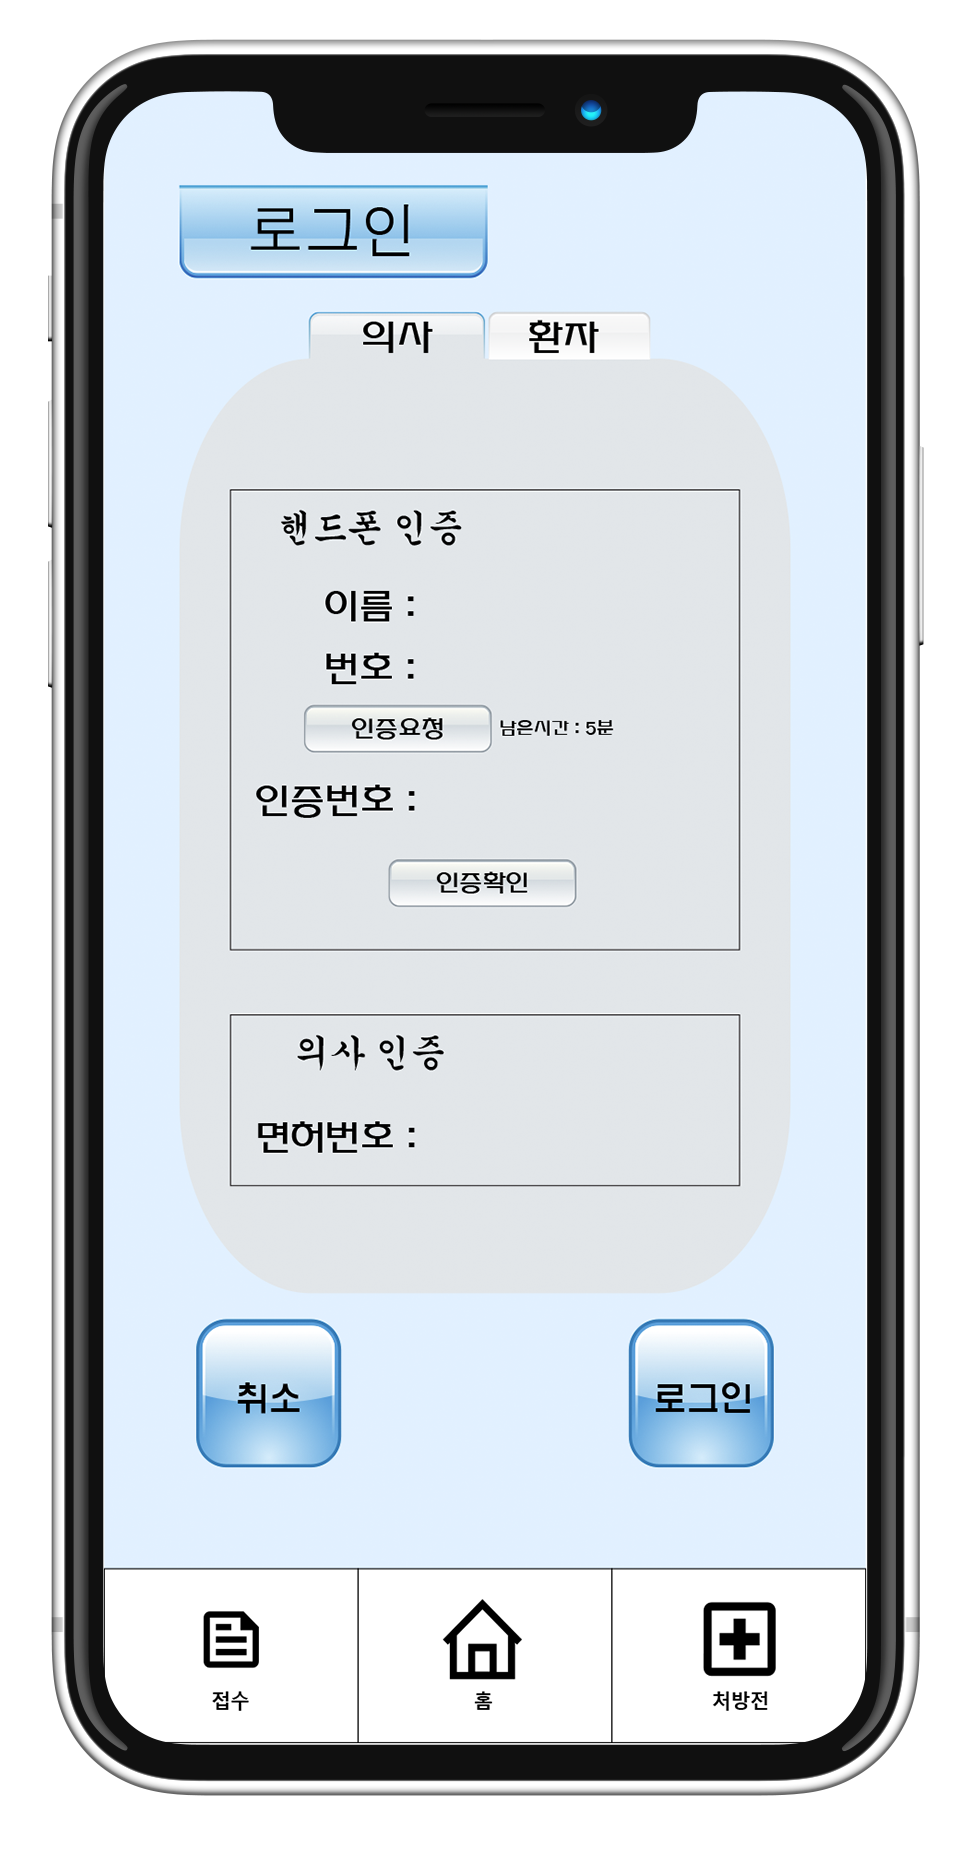 로그인
의사 환자
핸드폰 인증
이름 :
번호 :
인증요청 남은시간 : 5분
인증번호 :
인증확인
의사 인증
면허번호 :
취소 로그인
접수 홈 처방전